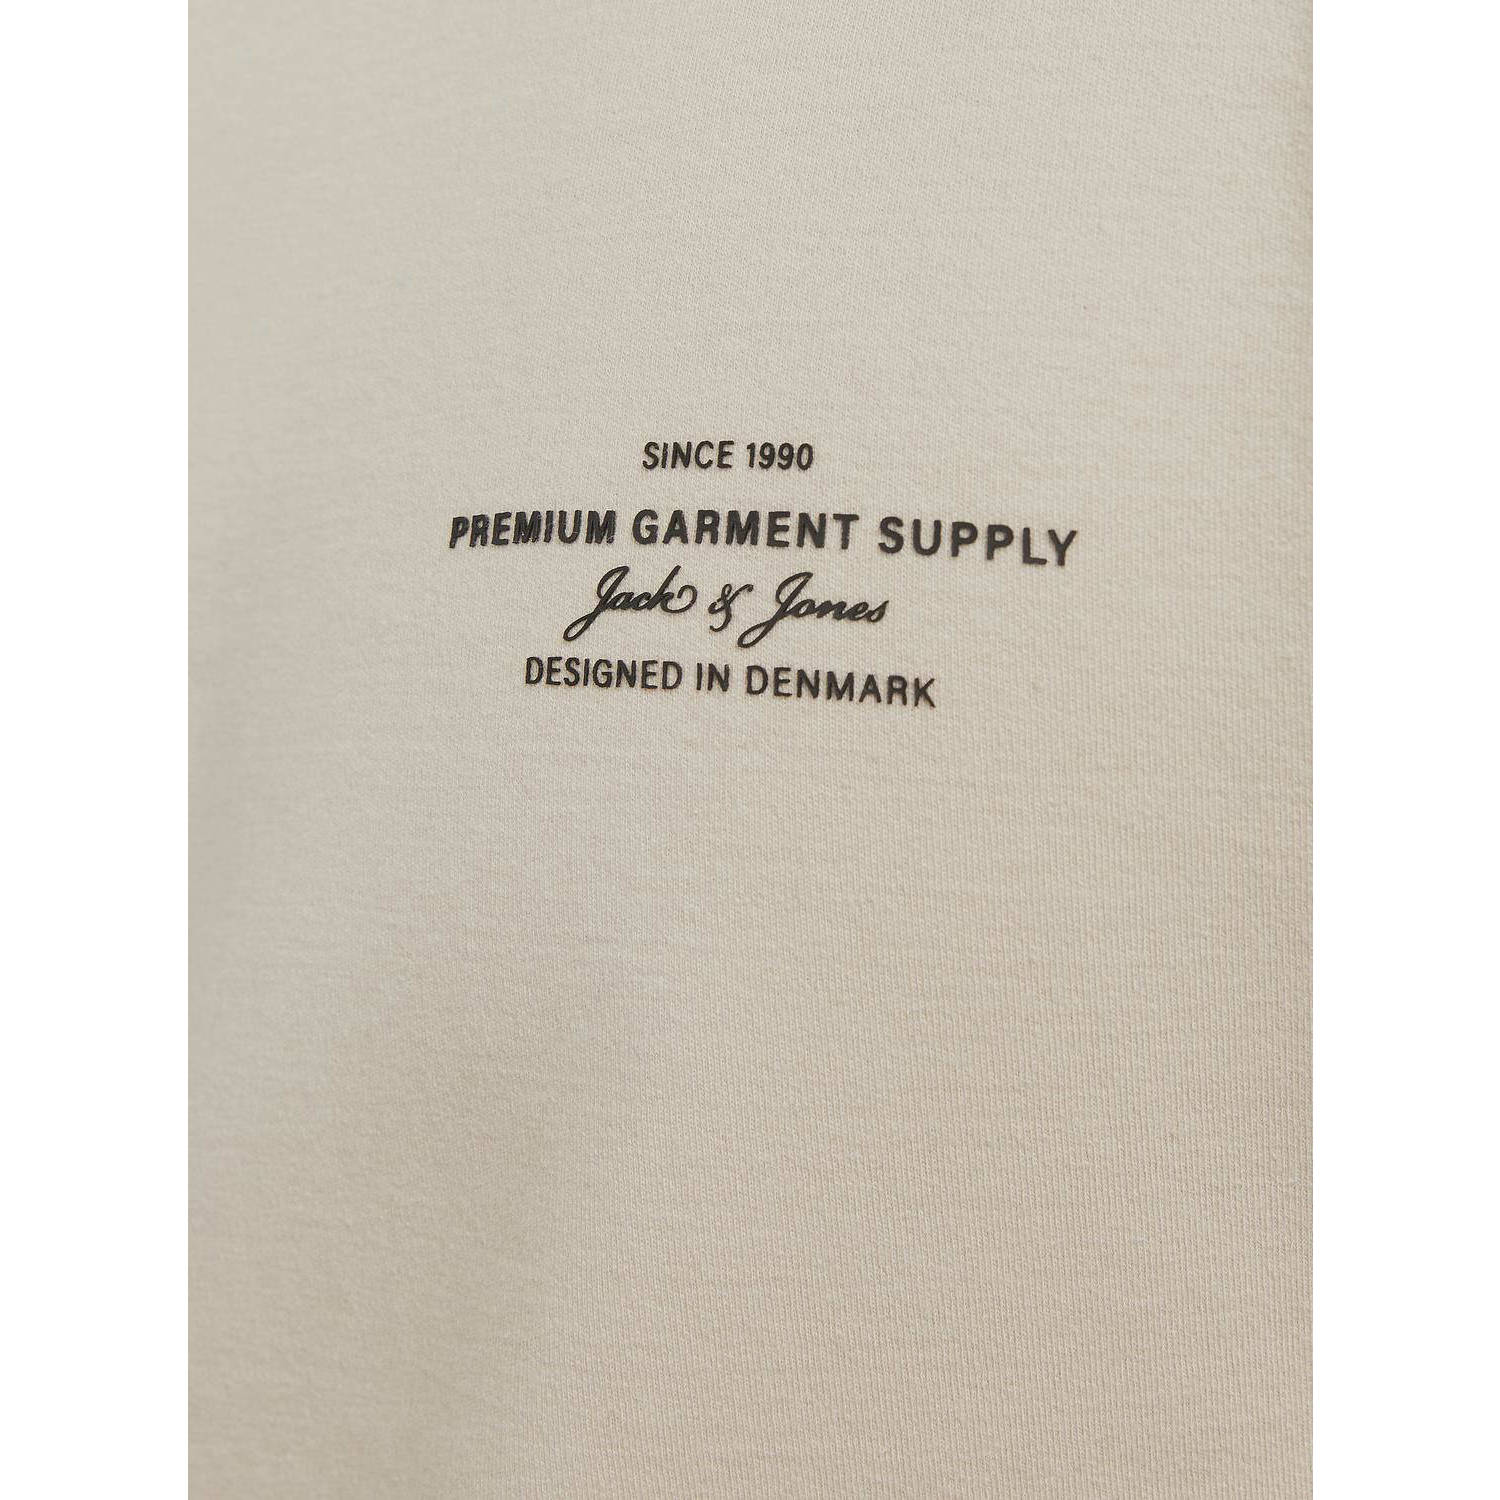 SINCE 1990
PREMIUM GARMENT SUPPLY
Jack & Jones
DESIGNED IN DENMARK